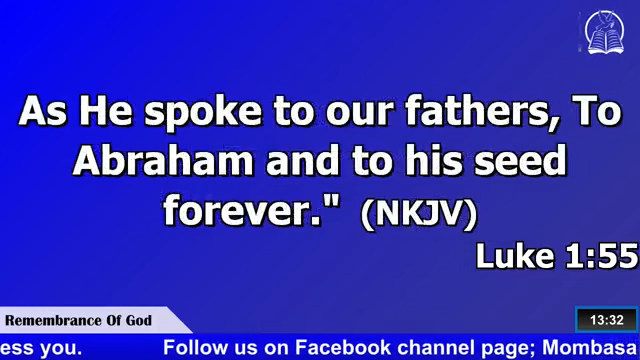 As He spoke to our fathers, To
Abraham and to his seed
forever." (NKJV)
Luke 1:55
Remembrance Of God
13:32
ess you. Follow us on Facebook channel page; Mombasa